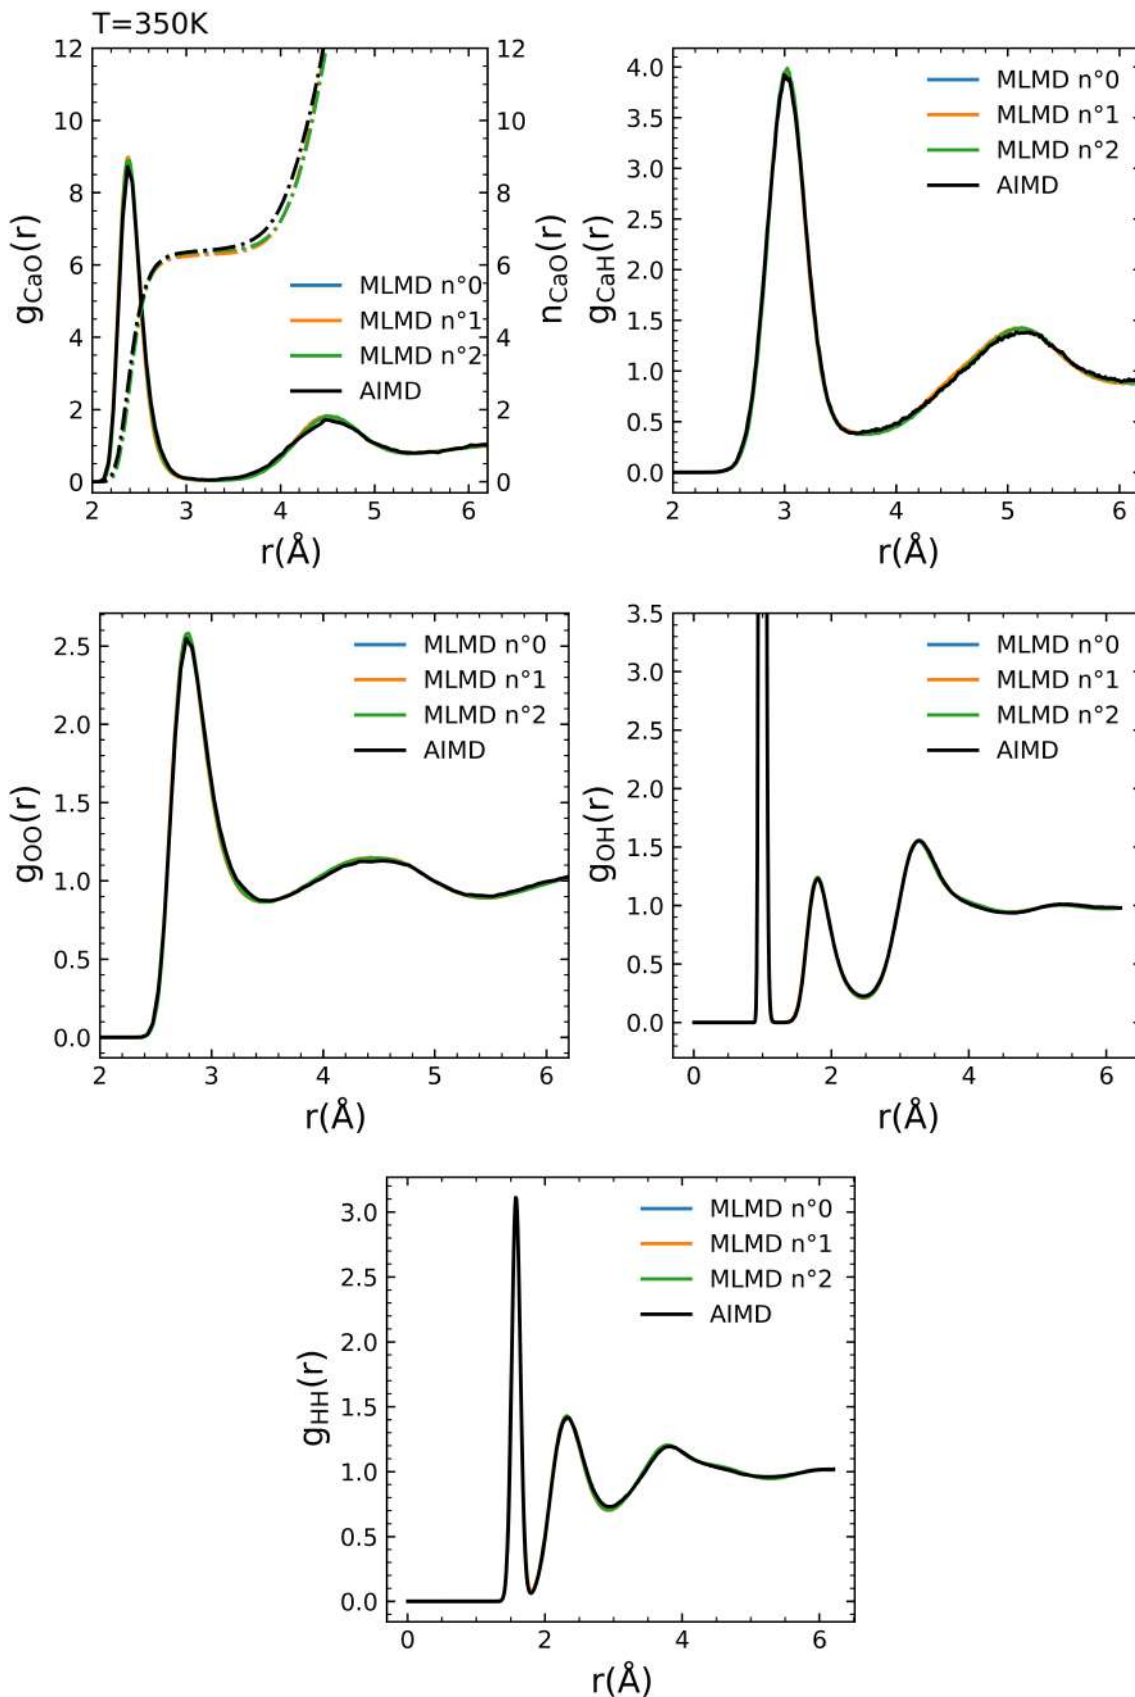 T=350K
12
10
8
6
4
2
0
g_CaO(r)
MLMD n°0
MLMD n°1
MLMD n°2
AIMD
12
10
8
6
4
2
0
n_CaO(r)
2 3 4 5 6
r(Å)
4.0
3.5
3.0
2.5
2.0
1.5
1.0
0.5
0.0
g_CaH(r)
MLMD n°0
MLMD n°1
MLMD n°2
AIMD
2 3 4 5 6
r(Å)
2.5
2.0
1.5
1.0
0.5
0.0
g_OO(r)
MLMD n°0
MLMD n°1
MLMD n°2
AIMD
2 3 4 5 6
r(Å)
3.5
3.0
2.5
2.0
1.5
1.0
0.5
0.0
g_OH(r)
MLMD n°0
MLMD n°1
MLMD n°2
AIMD
0 2 4 6
r(Å)
3.0
2.5
2.0
1.5
1.0
0.5
0.0
g_HH(r)
MLMD n°0
MLMD n°1
MLMD n°2
AIMD
0 2 4 6
r(Å)